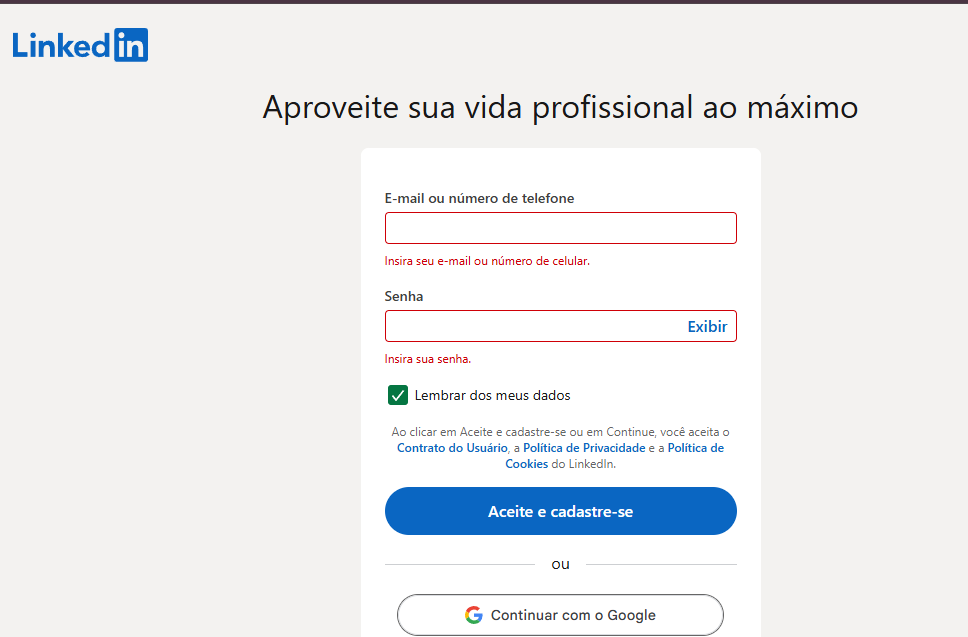 LinkedIn
Aproveite sua vida profissional ao máximo
E-mail ou número de telefone
Insira seu e-mail ou número de celular.
Senha
Exibir
Insira sua senha.
Lembrar dos meus dados
Ao clicar em Aceite e cadastre-se ou em Continue, você aceita o
Contrato do Usuário, a Política de Privacidade e a Política de
Cookies do LinkedIn.
Aceite e cadastre-se
ou
Continuar com o Google